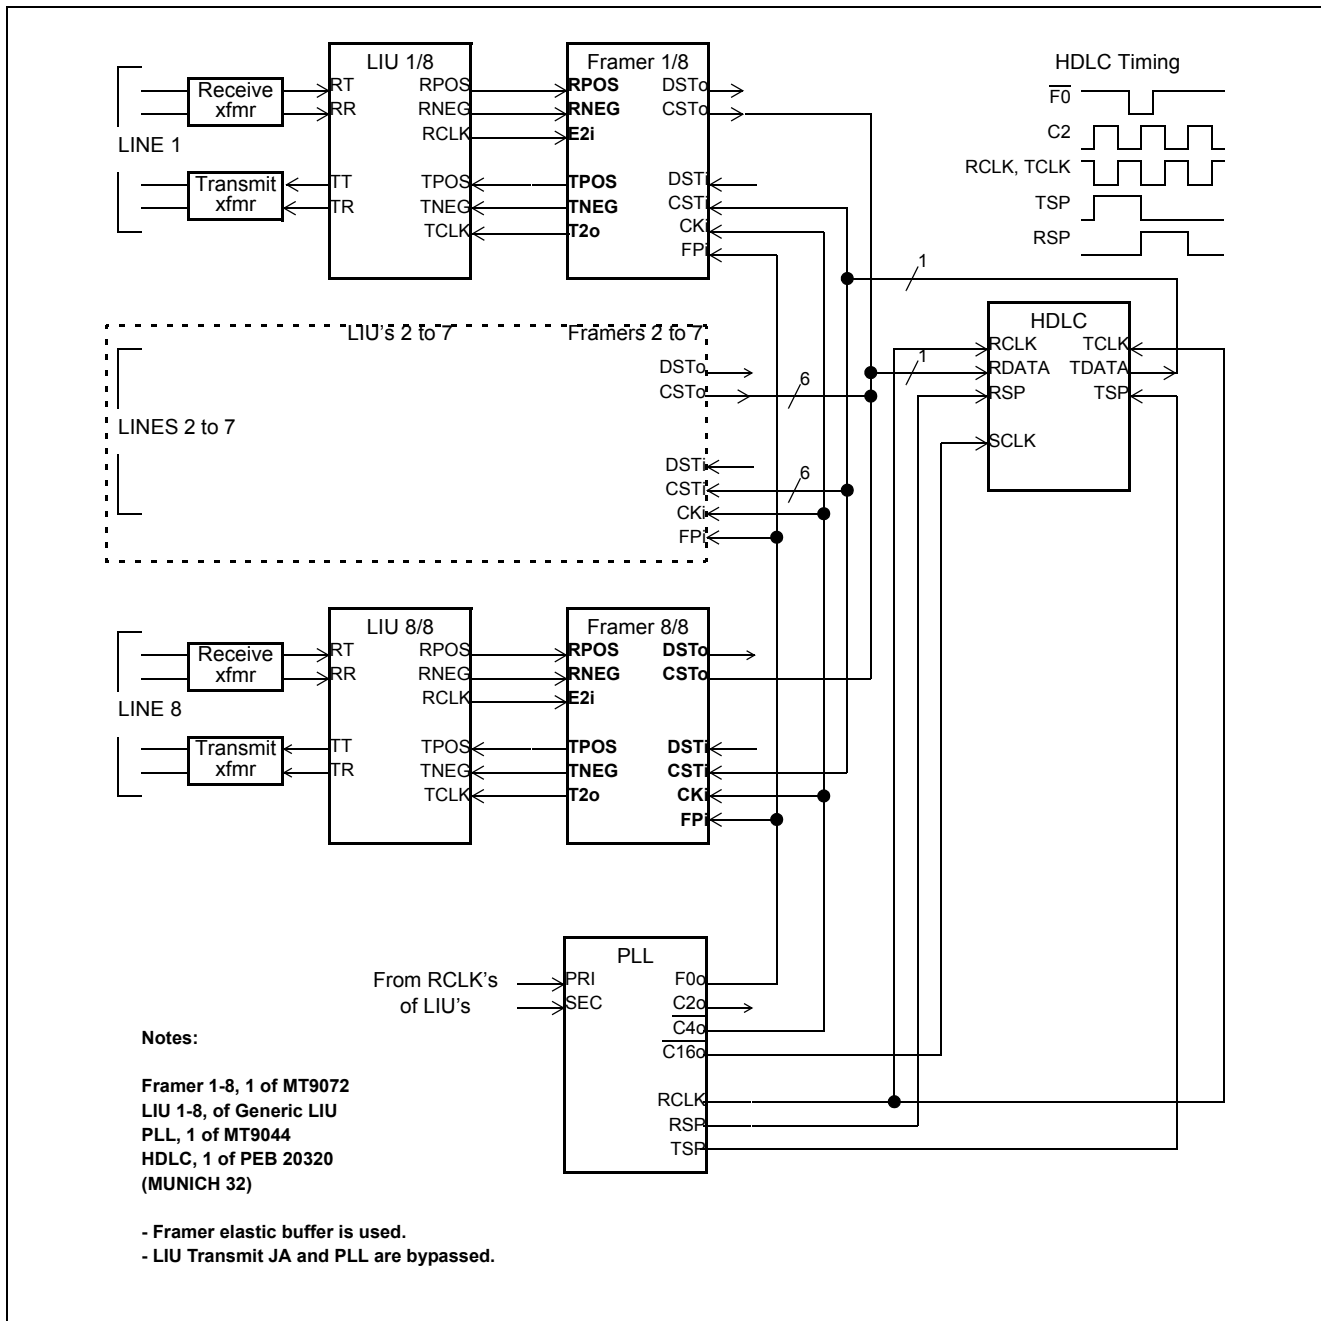 LIU 1/8
Framer 1/8
HDLC Timing
Receive
xfmr
RT
RR
RPOS
RNEG
RCLK
RPOS
RNEG
E2i
DSTo
CSTo
LINE 1
Transmit
xfmr
TT
TR
TPOS
TNEG
TCLK
TPOS
TNEG
T2o
DSTi
CSTi
CKi
FPi
F0
C2
RCLK, TCLK
TSP
RSP
1
LIU's 2 to 7
Framers 2 to 7
DSTo
CSTo
6
LINES 2 to 7
DSTi
CSTi
6
CKi
FPi
1
HDLC
RCLK
RDATA
RSP
SCLK
TCLK
TDATA
TSP
LIU 8/8
Framer 8/8
Receive
xfmr
RT
RR
RPOS
RNEG
RCLK
RPOS
RNEG
E2i
DSTo
CSTo
LINE 8
Transmit
xfmr
TT
TR
TPOS
TNEG
TCLK
TPOS
TNEG
T2o
DSTi
CSTi
CKi
FPi
PLL
From RCLK's
of LIU's
PRI
SEC
F0o
C2o
C4o
C16o
RCLK
RSP
TSP
Notes:
Framer 1-8, 1 of MT9072
LIU 1-8, of Generic LIU
PLL, 1 of MT9044
HDLC, 1 of PEB 20320
(MUNICH 32)
- Framer elastic buffer is used.
- LIU Transmit JA and PLL are bypassed.